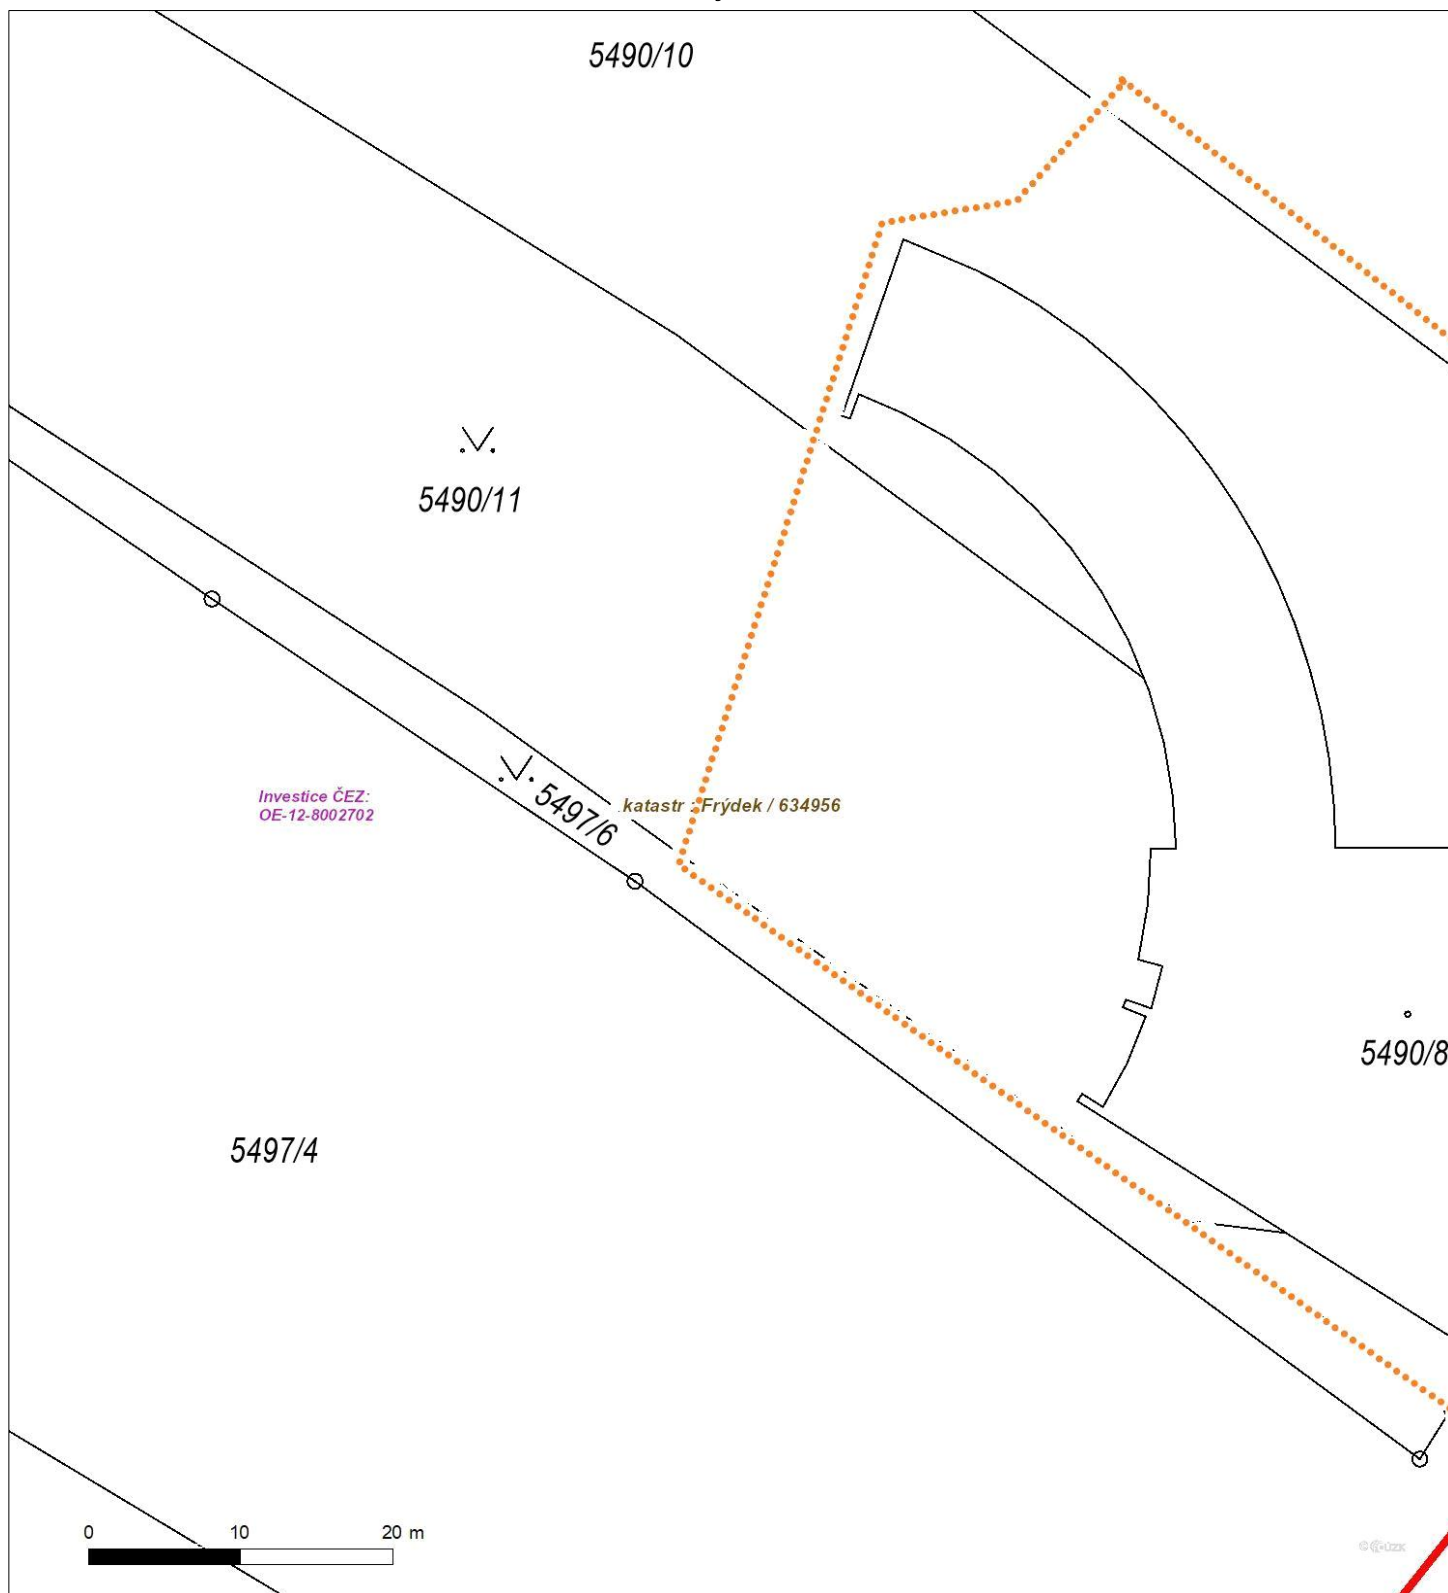 5490/10
5490/11
Investice ČEZ:
OE-12-8002702
5497/6
katastr : Frýdek / 634956
5490/8
5497/4
0 10 20 m
© ČÚZK